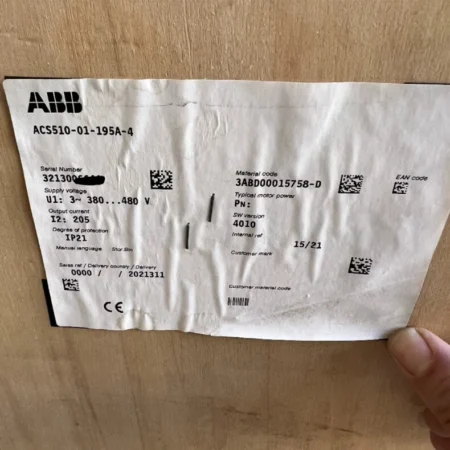 ABB
ACS510-01-195A-4
Serial Number
321300
Supply voltage
U1: 3~ 380...480 V
Output current
I2: 205
Degree of protection
IP21
Manual language
Sales ref / Delivery country / Delivery
0000 / / 2021311
CE
Material code
3ABD00015758-D
EAN code
Typical motor power
PN:
SW version
4010
Internal ref
15/21
Customer mark
Customer material code